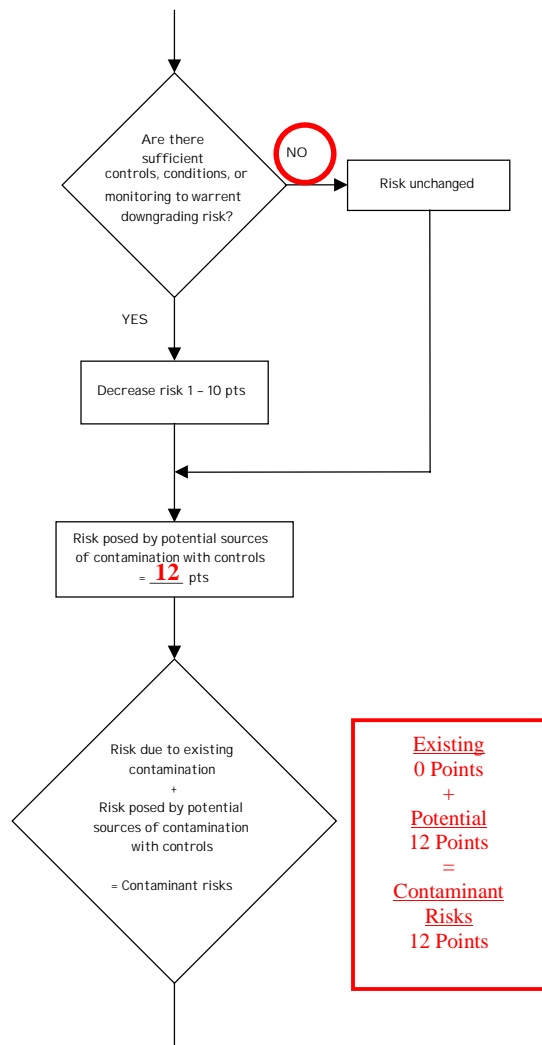 Are there
sufficient
controls, conditions, or
monitoring to warrent
downgrading risk?
NO
Risk unchanged
YES
Decrease risk 1 – 10 pts
Risk posed by potential sources
of contamination with controls
= 12 pts
Risk due to existing
contamination
+
Risk posed by potential
sources of contamination
with controls
= Contaminant risks
Existing
0 Points
+
Potential
12 Points
=
Contaminant
Risks
12 Points